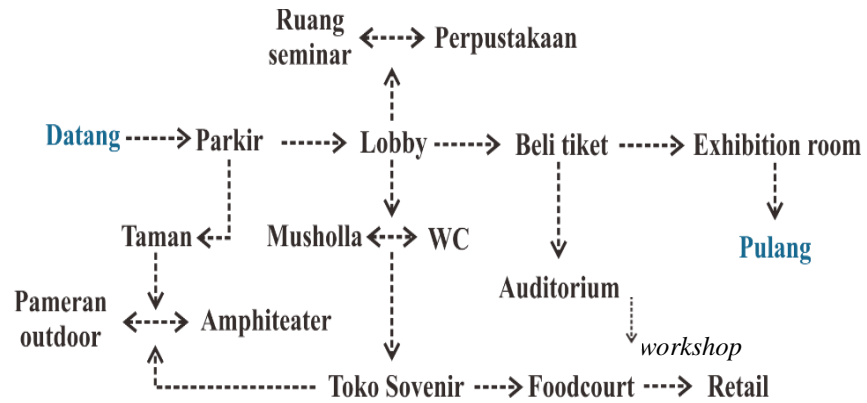 Ruang
seminar
Perpustakaan
Datang
Parkir
Lobby
Beli tiket
Exhibition room
Taman
Musholla
WC
Pulang
Auditorium
Pameran
outdoor
Amphiteater
workshop
Toko Sovenir
Foodcourt
Retail